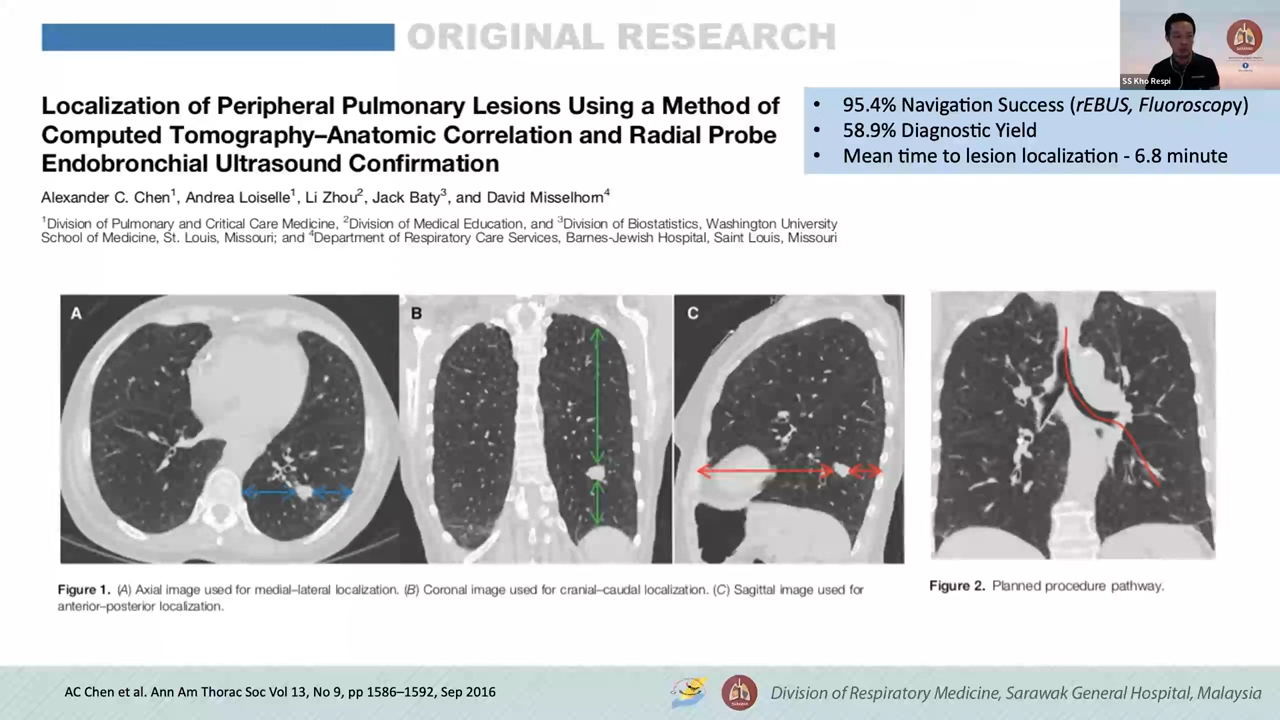 ORIGINAL RESEARCH
SS Kho Respi
Localization of Peripheral Pulmonary Lesions Using a Method of
Computed Tomography–Anatomic Correlation and Radial Probe
Endobronchial Ultrasound Confirmation
• 95.4% Navigation Success (rEBUS, Fluoroscopy)
• 58.9% Diagnostic Yield
• Mean time to lesion localization - 6.8 minute
Alexander C. Chen1, Andrea Loiselle1, Li Zhou2, Jack Baty3, and David Misselhorn4
1Division of Pulmonary and Critical Care Medicine, 2Division of Medical Education, and 3Division of Biostatistics, Washington University
School of Medicine, St. Louis, Missouri; and 4Department of Respiratory Care Services, Barnes-Jewish Hospital, Saint Louis, Missouri
A
B
C
Figure 1. (A) Axial image used for medial–lateral localization. (B) Coronal image used for cranial–caudal localization. (C) Sagittal image used for
anterior–posterior localization.
Figure 2. Planned procedure pathway.
AC Chen et al. Ann Am Thorac Soc Vol 13, No 9, pp 1586–1592, Sep 2016
Division of Respiratory Medicine, Sarawak General Hospital, Malaysia